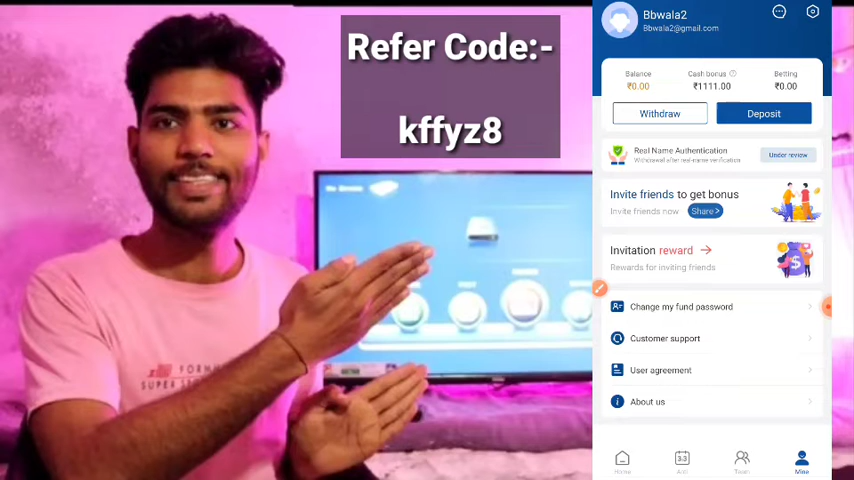 Refer Code:-
kffyz8
FORM
SUPER
Bbwala2
Bbwala2@gmail.com
Balance Cash bonus Betting
₹0.00 ₹1111.00 ₹0.00
Withdraw Deposit
Real Name Authentication
Withdrawal after real-name verification
Under review
Invite friends to get bonus
Invite friends now Share>
Invitation reward →
Rewards for inviting friends
Change my fund password
Customer support
User agreement
About us
Home Team Mine